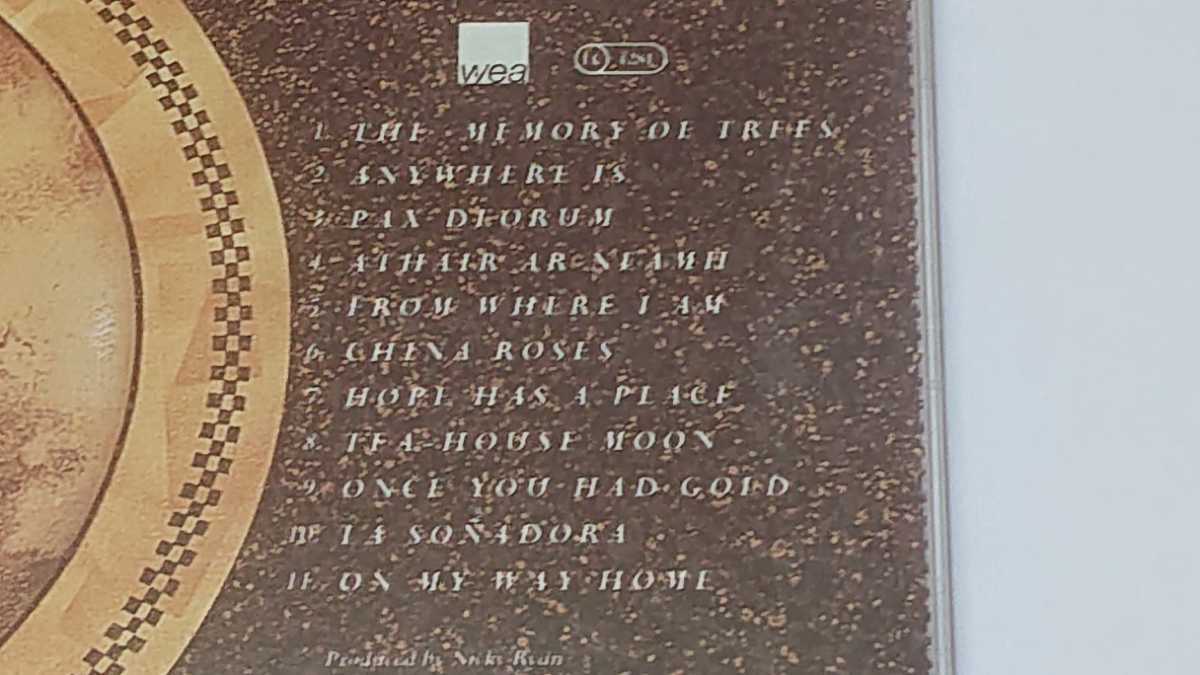 wea
1. THE MEMORY OF TREES
2. ANYWHERE IS
3. PAX DEORUM
4. ATHAIR AR NEAMH
5. FROM WHERE I AM
6. CHINA ROSES
7. HOPE HAS A PLACE
8. TEA-HOUSE MOON
9. ONCE YOU HAD GOLD
10. LA SOÑADORA
11. ON MY WAY HOME
Produced by Nicky Ryan